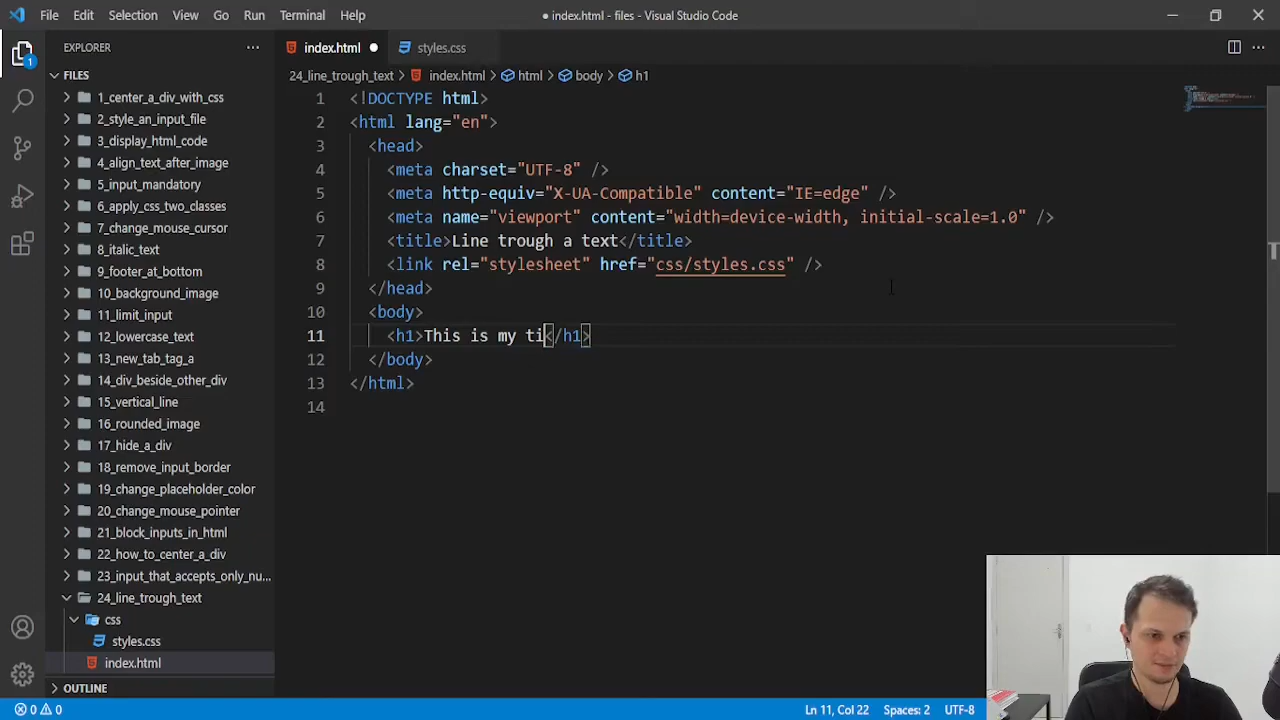 File Edit Selection View Go Run Terminal Help
● index.html - files - Visual Studio Code
EXPLORER
1
FILES
1_center_a_div_with_css
2_style_an_input_file
3_display_html_code
4_align_text_after_image
5_input_mandatory
6_apply_css_two_classes
7_change_mouse_cursor
8_italic_text
9_footer_at_bottom
10_background_image
11_limit_input
12_lowercase_text
13_new_tab_tag_a
14_div_beside_other_div
15_vertical_line
16_rounded_image
17_hide_a_div
18_remove_input_border
19_change_placeholder_color
20_change_mouse_pointer
21_block_inputs_in_html
22_how_to_center_a_div
23_input_that_accepts_only_nu...
24_line_trough_text
css
styles.css
index.html
OUTLINE
index.html ● styles.css
24_line_trough_text > index.html > html > body > h1
1 <!DOCTYPE html>
2 <html lang="en">
3 <head>
4 <meta charset="UTF-8" />
5 <meta http-equiv="X-UA-Compatible" content="IE=edge" />
6 <meta name="viewport" content="width=device-width, initial-scale=1.0" />
7 <title>Line trough a text</title>
8 <link rel="stylesheet" href="css/styles.css" />
9 </head>
10 <body>
11 <h1>This is my ti</h1>
12 </body>
13 </html>
14
0 0 Ln 11, Col 22 Spaces: 2 UTF-8